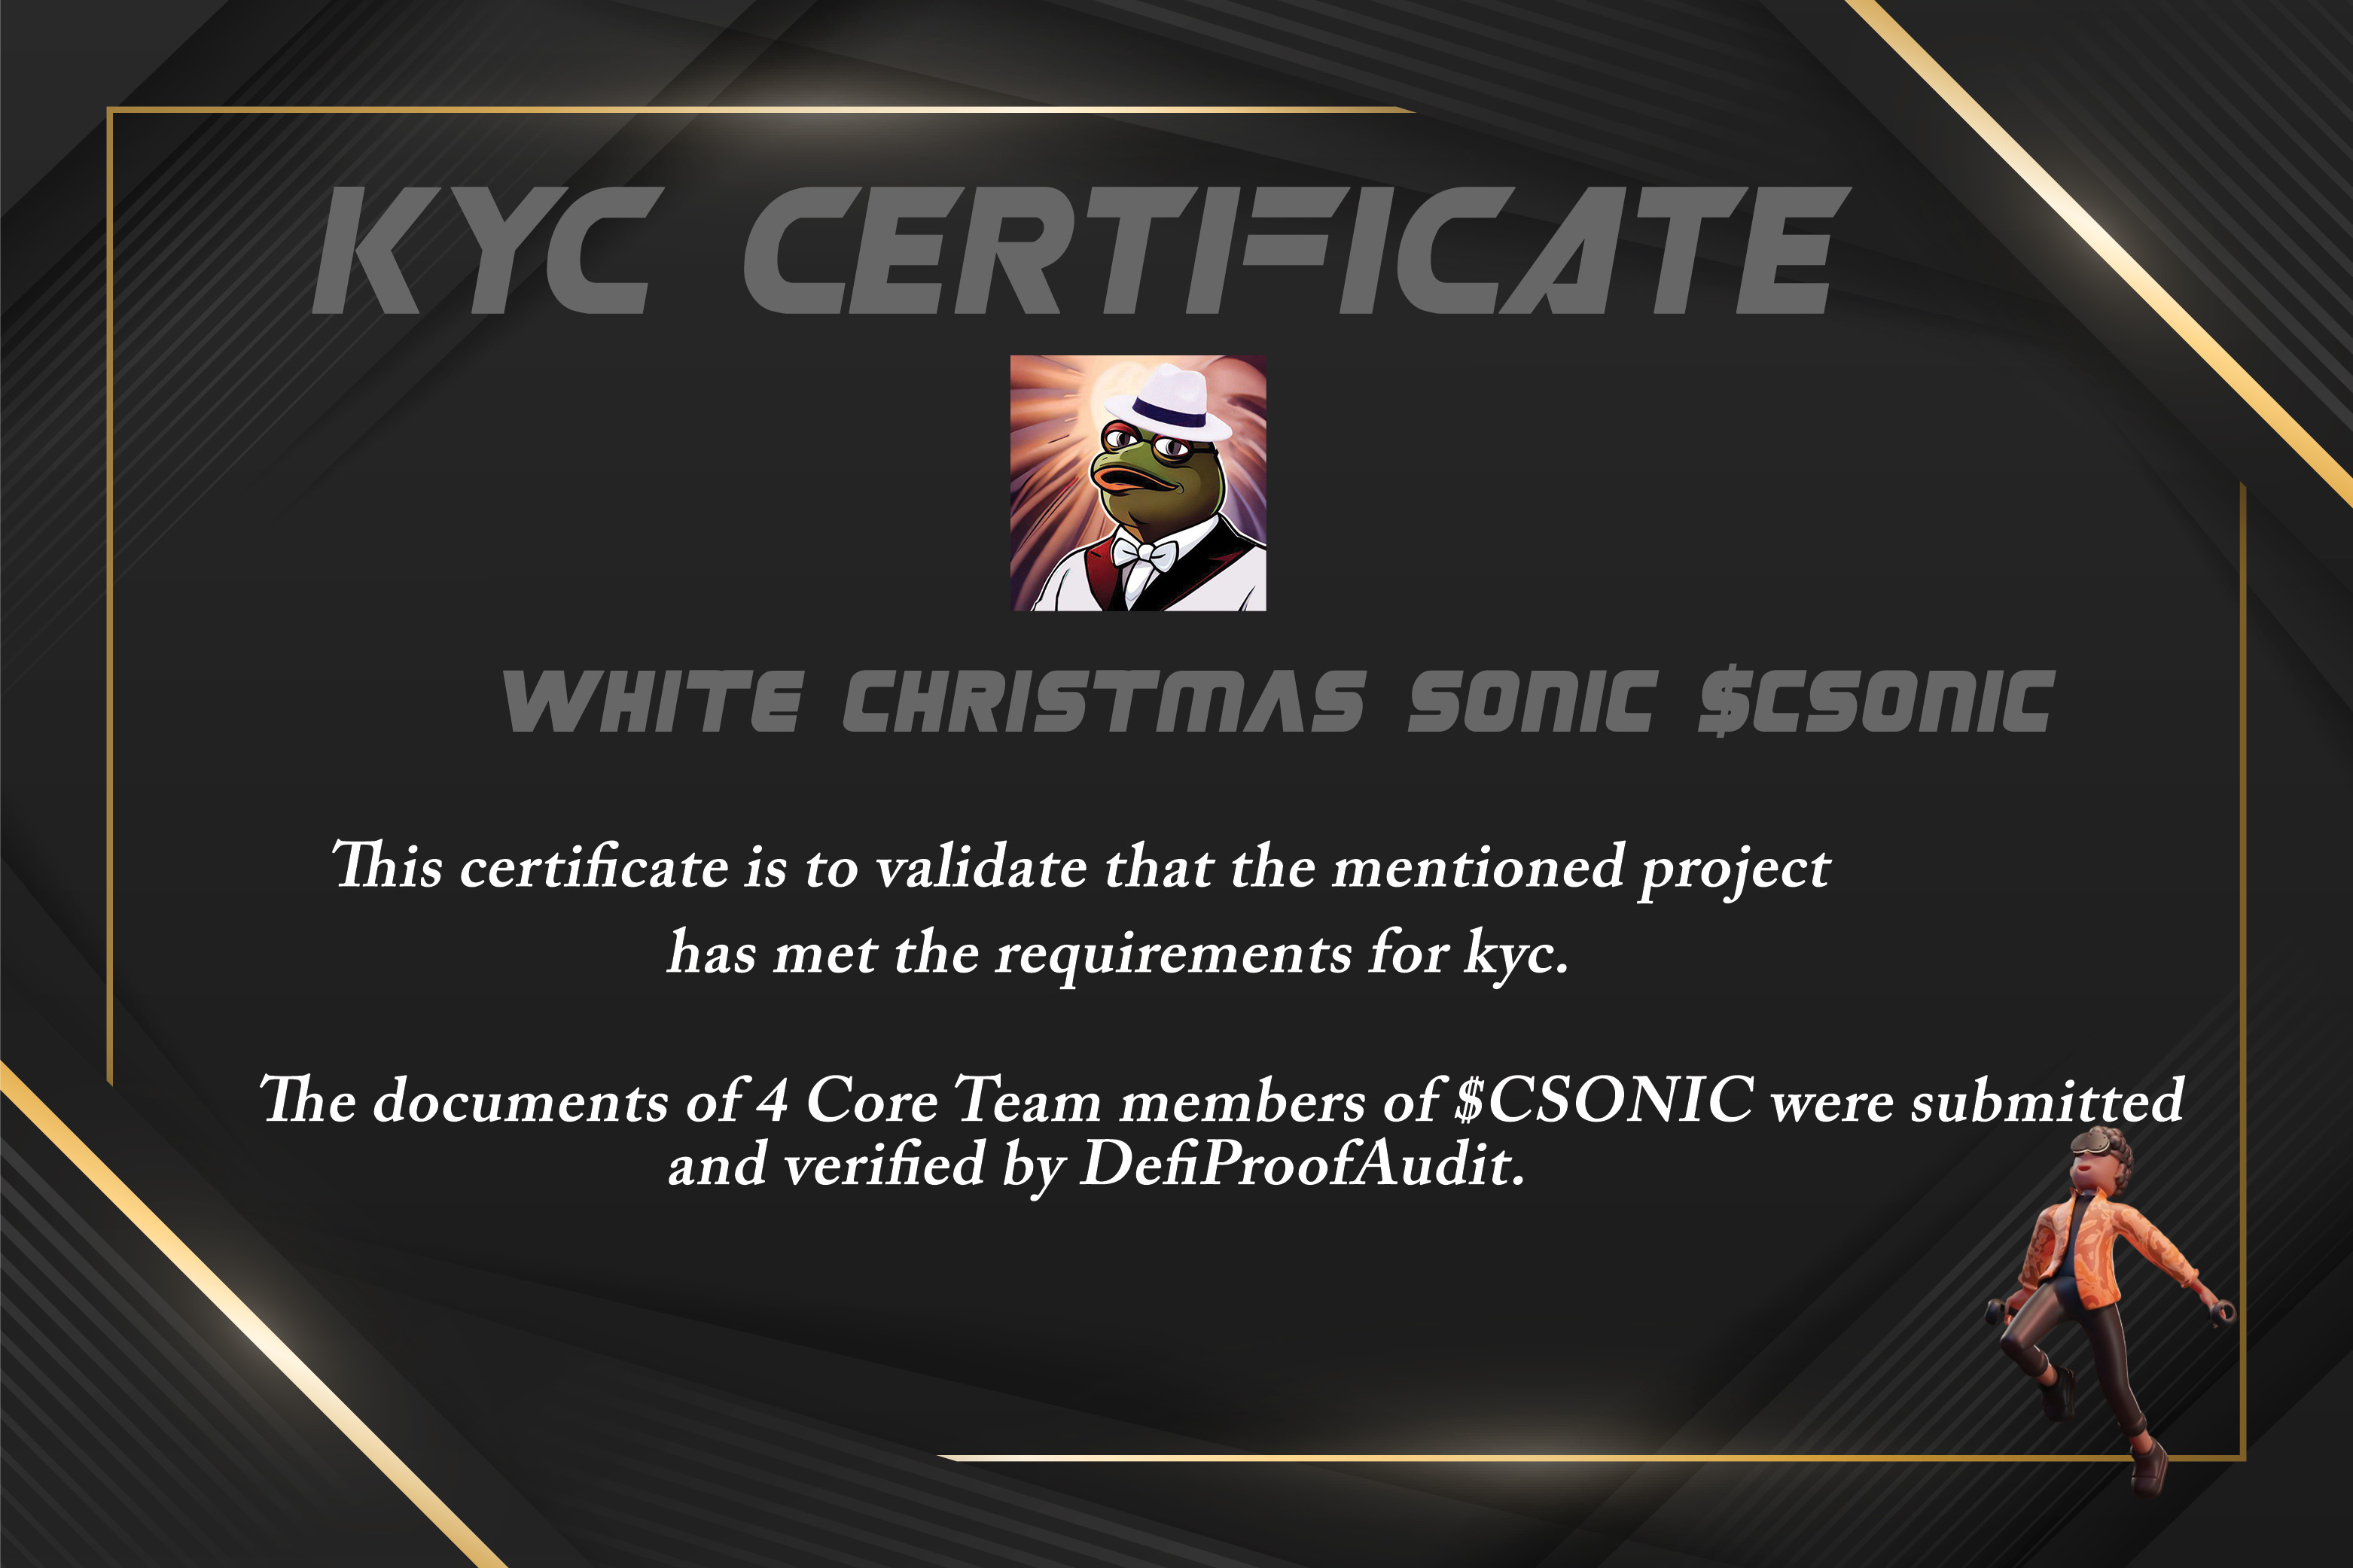 KYC CERTIFICATE
WHITE CHRISTMAS SONIC $CSONIC
This certificate is to validate that the mentioned project
has met the requirements for kyc.
The documents of 4 Core Team members of $CSONIC were submitted
and verified by DefiProofAudit.